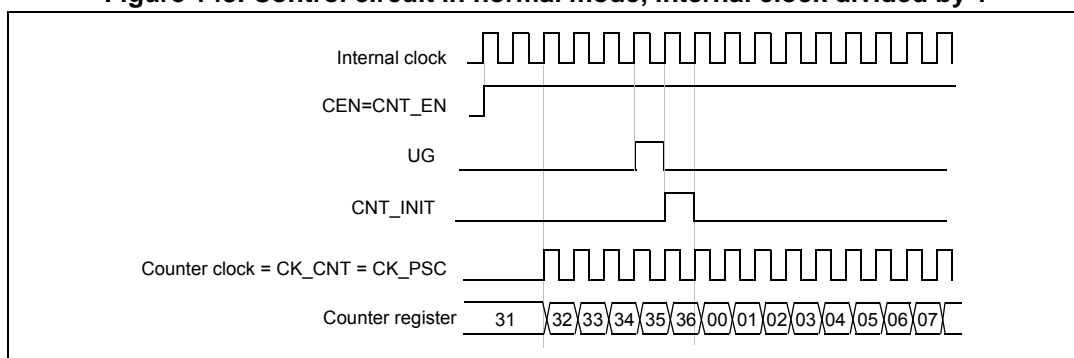 Figure Control circuit in normal mode, internal clock divided by 1
Internal clock
CEN=CNT_EN
UG
CNT_INIT
Counter clock = CK_CNT = CK_PSC
Counter register 31 32 33 34 35 36 00 01 02 03 04 05 06 07